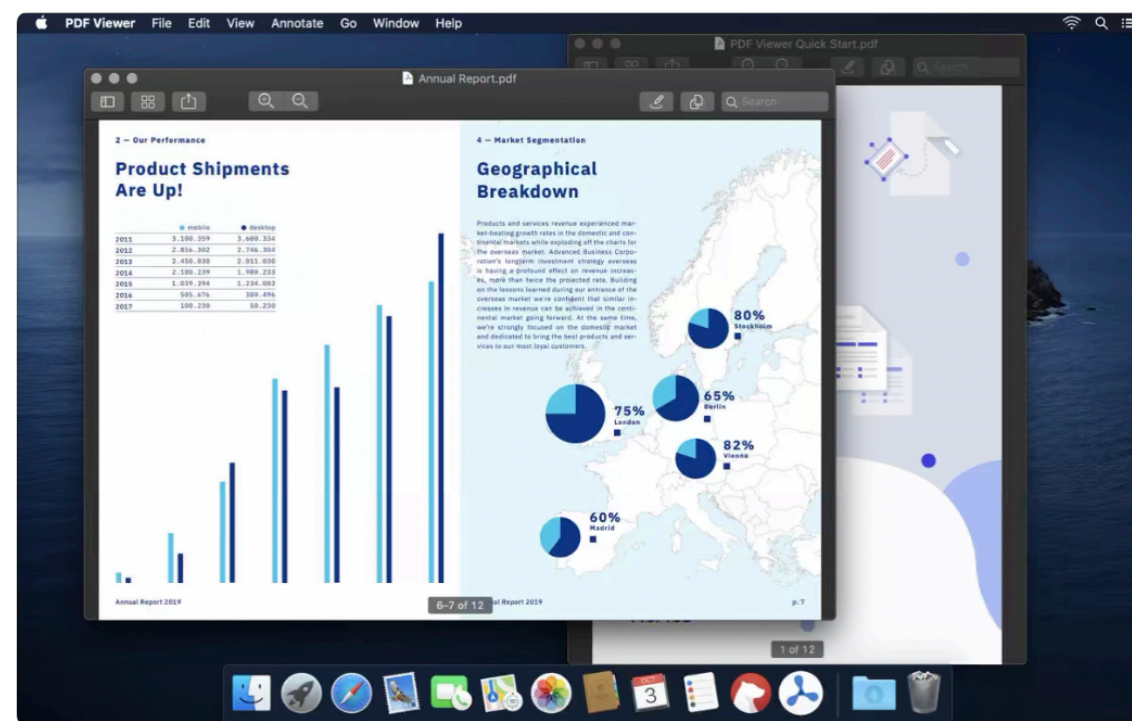 PDF Viewer File Edit View Annotate Go Window Help
PDF Viewer Quick Start.pdf
Search
Annual Report.pdf
Search
2 — Our Performance
Product Shipments
Are Up!
mobile desktop
2011 3.100.359 3.600.334
2012 2.856.302 2.746.304
2013 2.450.030 2.011.030
2014 2.100.239 1.980.233
2015 1.039.394 1.234.003
2016 505.676 300.496
2017 100.230 50.230
4 — Market Segmentation
Geographical
Breakdown
Products and services revenue experienced mar-
ket-beating growth rates in the domestic and con-
tinental markets while exploding off the charts for
the overseas market. Advanced Business Corpo-
ration's longterm investment strategy overseas
is having a profound effect on revenue increas-
es, more than twice the projected rate. Building
on the lessons learned during our entrance of the
overseas market we're confident that similar in-
creases in revenue can be achieved in the conti-
nental market going forward. At the same time,
we're strongly focused on the domestic market
and dedicated to bring the best products and ser-
vices to our most loyal customers.
80%
Stockholm
65%
Berlin
75%
London
82%
Vienna
60%
Madrid
Annual Report 2019
6–7 of 12
al Report 2019
p.7
1 of 12
OCT
3